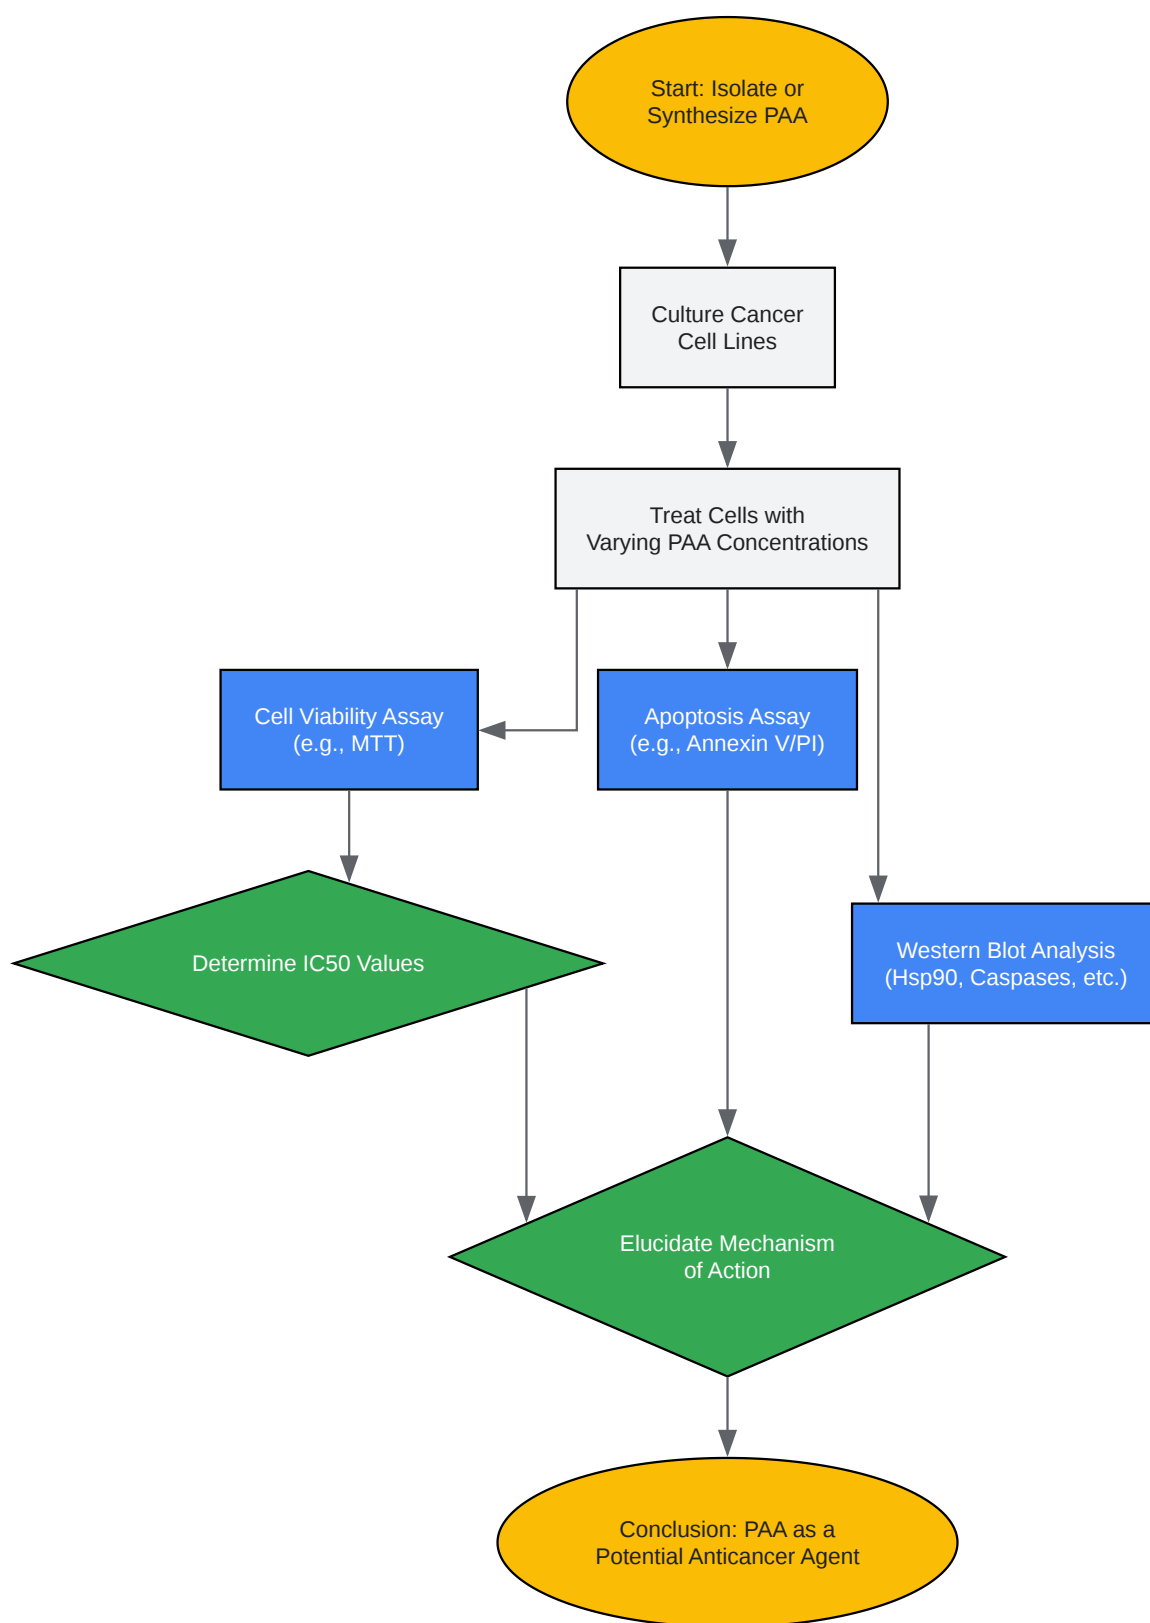 Start: Isolate or
Synthesize PAA
Culture Cancer
Cell Lines
Treat Cells with
Varying PAA Concentrations
Cell Viability Assay
(e.g., MTT)
Apoptosis Assay
(e.g., Annexin V/PI)
Determine IC50 Values
Western Blot Analysis
(Hsp90, Caspases, etc.)
Elucidate Mechanism
of Action
Conclusion: PAA as a
Potential Anticancer Agent